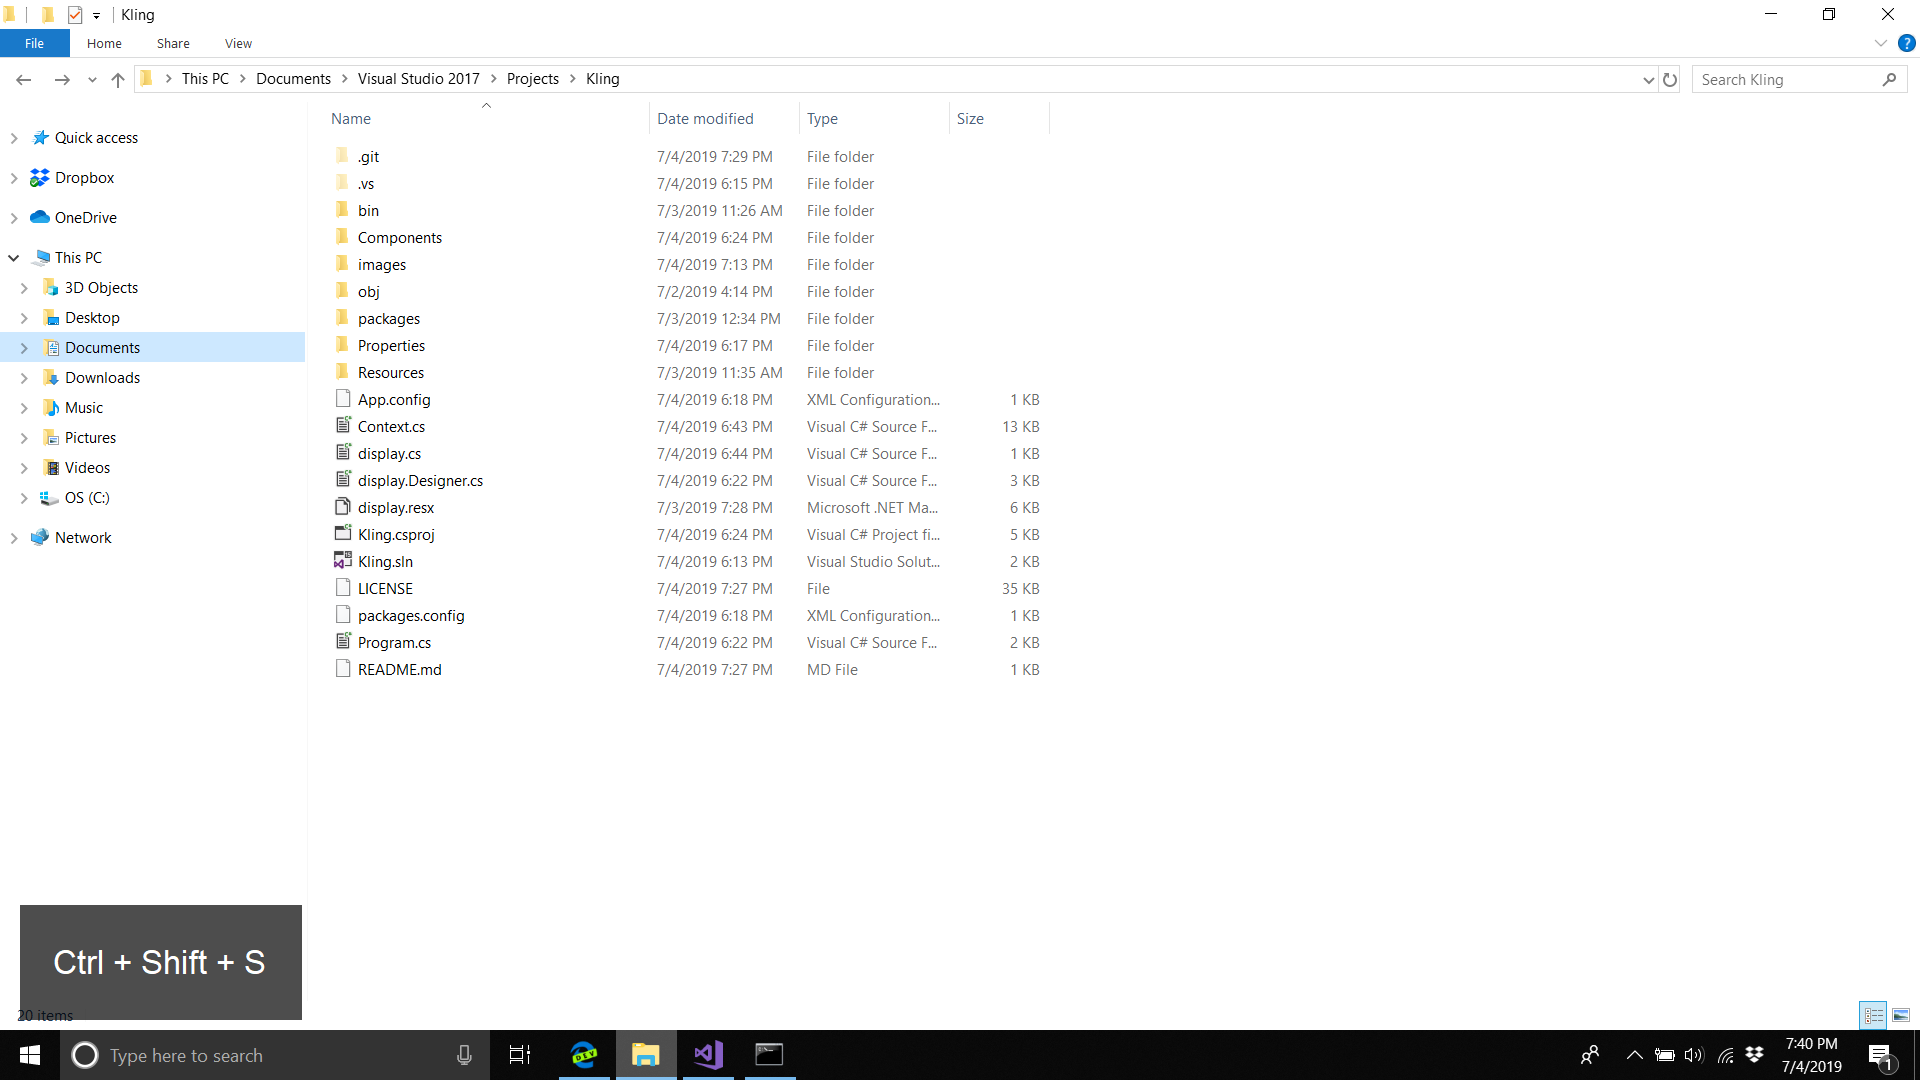 Kling
File Home Share View
This PC Documents Visual Studio 2017 Projects Kling Search Kling
Name Date modified Type Size
Quick access
Dropbox
OneDrive
This PC
3D Objects
Desktop
Documents
Downloads
Music
Pictures
Videos
OS (C:)
Network
.git 7/4/2019 7:29 PM File folder
.vs 7/4/2019 6:15 PM File folder
bin 7/3/2019 11:26 AM File folder
Components 7/4/2019 6:24 PM File folder
images 7/4/2019 7:13 PM File folder
obj 7/2/2019 4:14 PM File folder
packages 7/3/2019 12:34 PM File folder
Properties 7/4/2019 6:17 PM File folder
Resources 7/3/2019 11:35 AM File folder
App.config 7/4/2019 6:18 PM XML Configuration... 1 KB
Context.cs 7/4/2019 6:43 PM Visual C# Source F... 13 KB
display.cs 7/4/2019 6:44 PM Visual C# Source F... 1 KB
display.Designer.cs 7/4/2019 6:22 PM Visual C# Source F... 3 KB
display.resx 7/3/2019 7:28 PM Microsoft .NET Ma... 6 KB
Kling.csproj 7/4/2019 6:24 PM Visual C# Project fi... 5 KB
Kling.sln 7/4/2019 6:13 PM Visual Studio Solut... 2 KB
LICENSE 7/4/2019 7:27 PM File 35 KB
packages.config 7/4/2019 6:18 PM XML Configuration... 1 KB
Program.cs 7/4/2019 6:22 PM Visual C# Source F... 2 KB
README.md 7/4/2019 7:27 PM MD File 1 KB
Ctrl + Shift + S
20 items
Type here to search
DEV
7:40 PM
7/4/2019
1